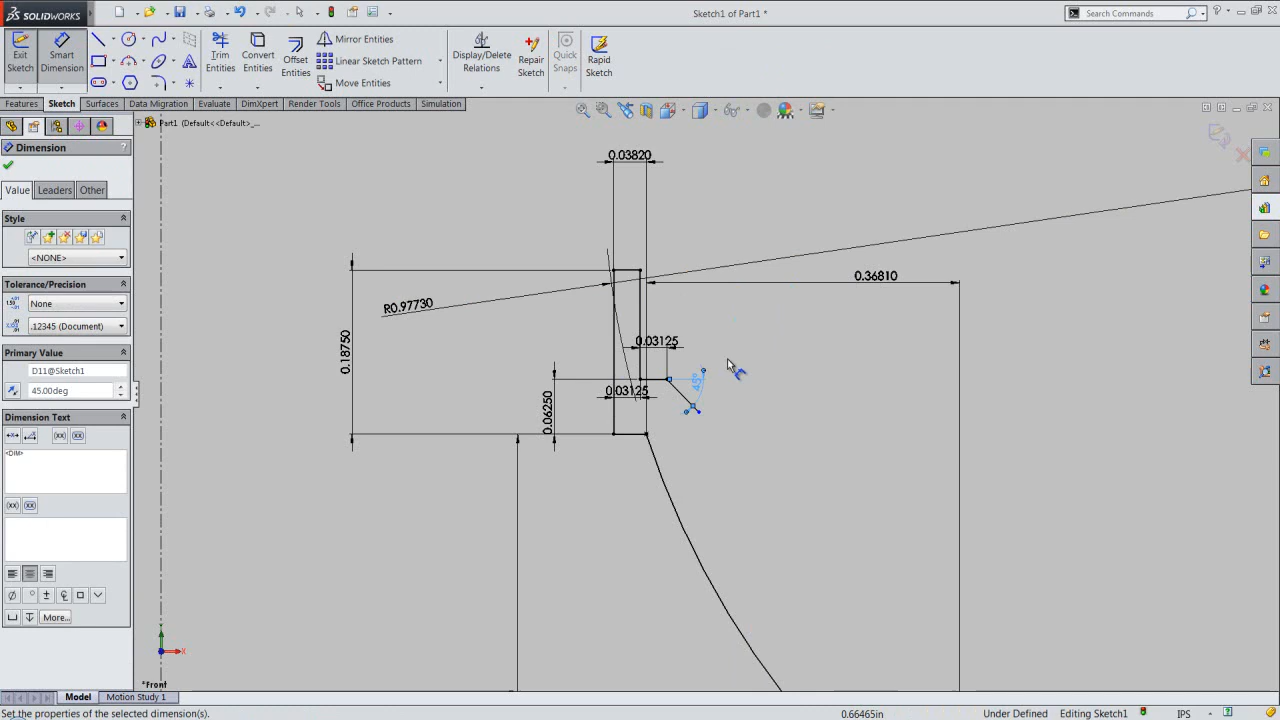 SOLIDWORKS
Sketch1 of Part1 *
Search Commands
Exit Sketch
Smart Dimension
Trim Entities
Convert Entities
Offset Entities
Mirror Entities
Linear Sketch Pattern
Move Entities
Display/Delete Relations
Repair Sketch
Quick Snaps
Rapid Sketch
Features
Sketch
Surfaces
Data Migration
Evaluate
DimXpert
Render Tools
Office Products
Simulation
Part1 (Default<<Default>_...
Dimension
?
Value
Leaders
Other
Style
<NONE>
Tolerance/Precision
None
.12345 (Document)
Primary Value
D11@Sketch1
45.00deg
Dimension Text
<DIM>
More...
0.03820
0.36810
R0.97730
0.18750
0.03125
0.03125
0.06250
45°
X
Y
*Front
Model
Motion Study 1
Set the properties of the selected dimension(s).
0.66465in
Under Defined
Editing Sketch1
IPS